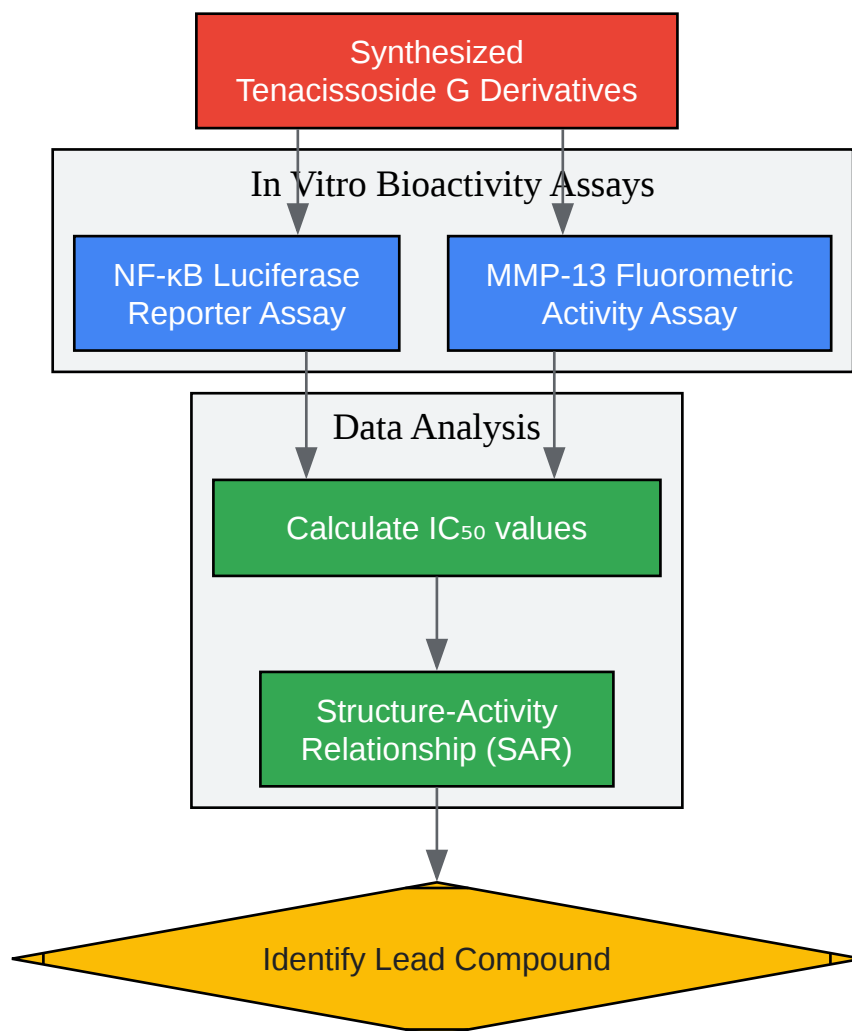 Synthesized
Tenacissoside G Derivatives
In Vitro Bioactivity Assays
NF-κB Luciferase
Reporter Assay
MMP-13 Fluorometric
Activity Assay
Data Analysis
Calculate IC₅₀ values
Structure-Activity
Relationship (SAR)
Identify Lead Compound